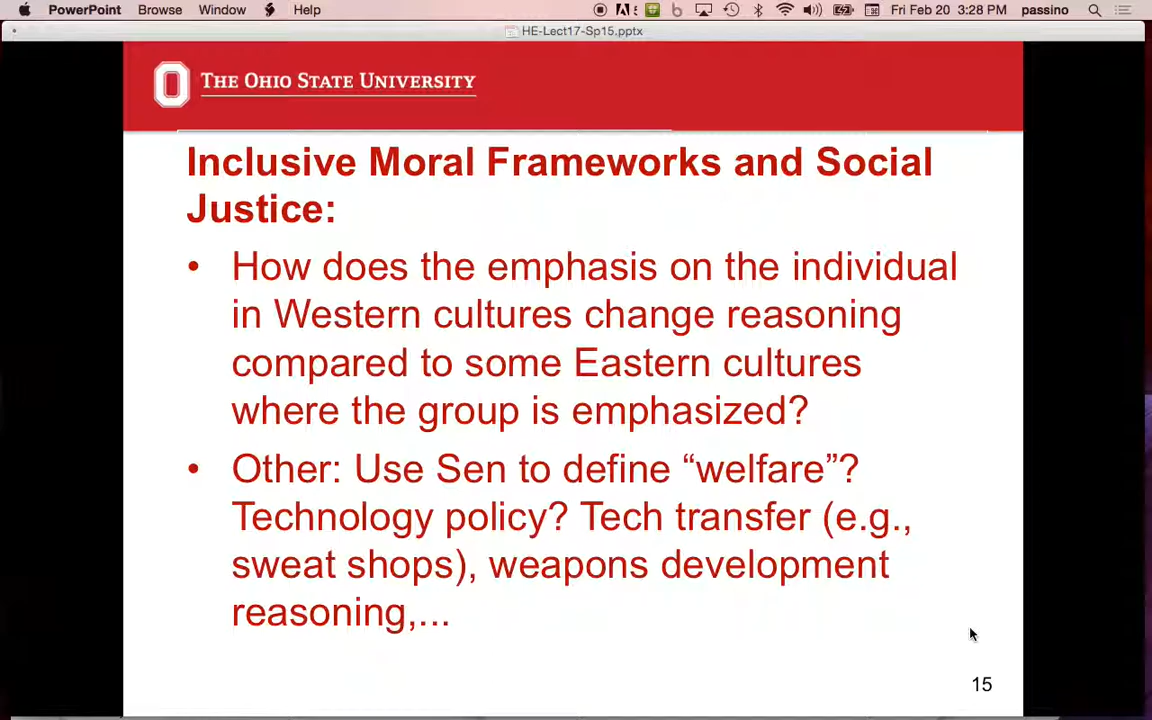 PowerPoint Browse Window Help Fri Feb 20 3:28 PM passino
HE-Lect17-Sp15.pptx
THE OHIO STATE UNIVERSITY
Inclusive Moral Frameworks and Social
Justice:
• How does the emphasis on the individual
in Western cultures change reasoning
compared to some Eastern cultures
where the group is emphasized?
• Other: Use Sen to define “welfare”?
Technology policy? Tech transfer (e.g.,
sweat shops), weapons development
reasoning,...
15